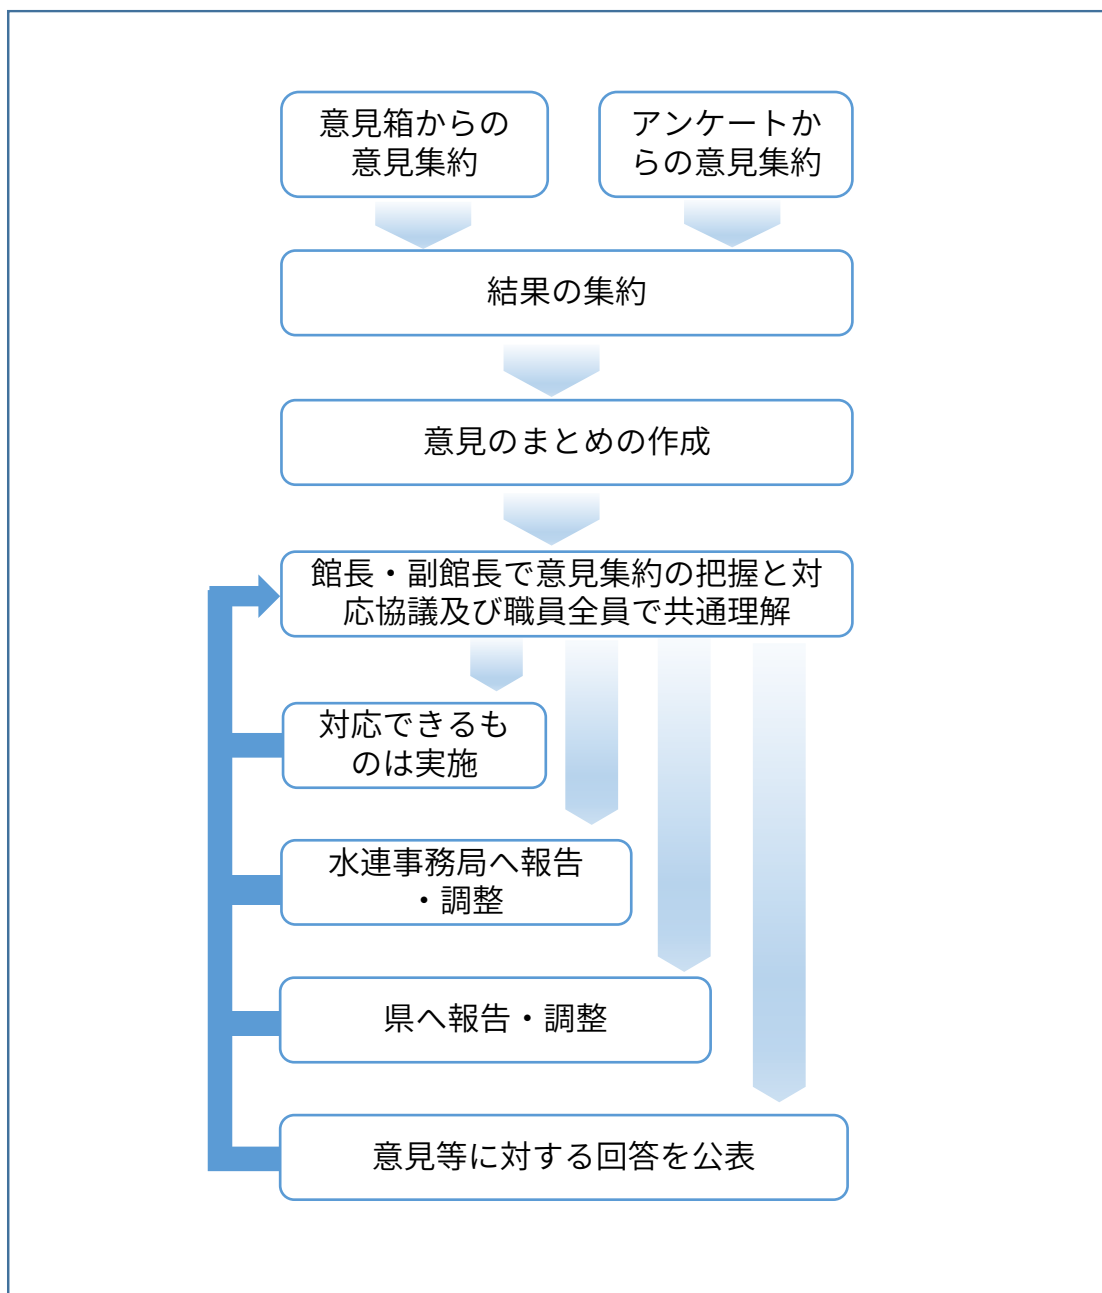 意見箱からの
意見集約
アンケートか
らの意見集約
結果の集約
意見のまとめの作成
館長・副館長で意見集約の把握と対
応協議及び職員全員で共通理解
対応できるも
のは実施
水連事務局へ報告
・調整
県へ報告・調整
意見等に対する回答を公表